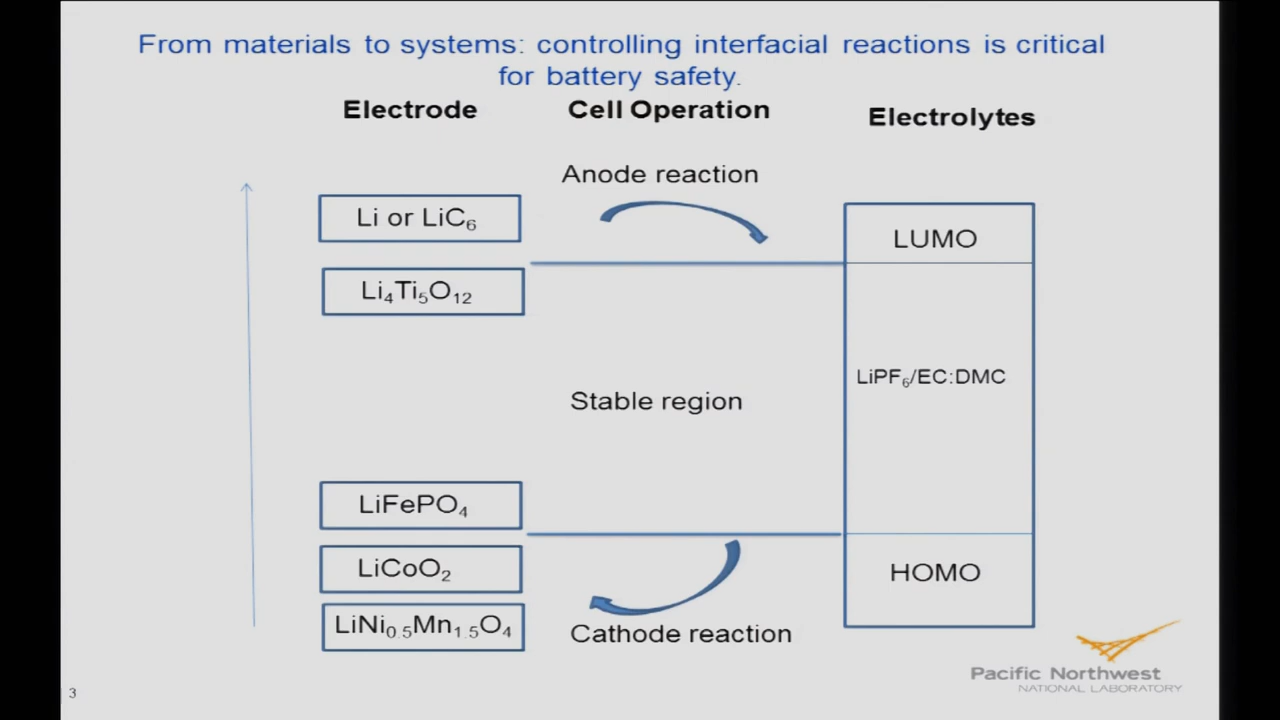 From materials to systems: controlling interfacial reactions is critical
for battery safety.
Electrode
Cell Operation
Electrolytes
Anode reaction
Li or LiC₆
LUMO
Li₄Ti₅O₁₂
LiPF₆/EC:DMC
Stable region
LiFePO₄
LiCoO₂
HOMO
LiNi₀.₅Mn₁.₅O₄
Cathode reaction
Pacific Northwest
NATIONAL LABORATORY
3